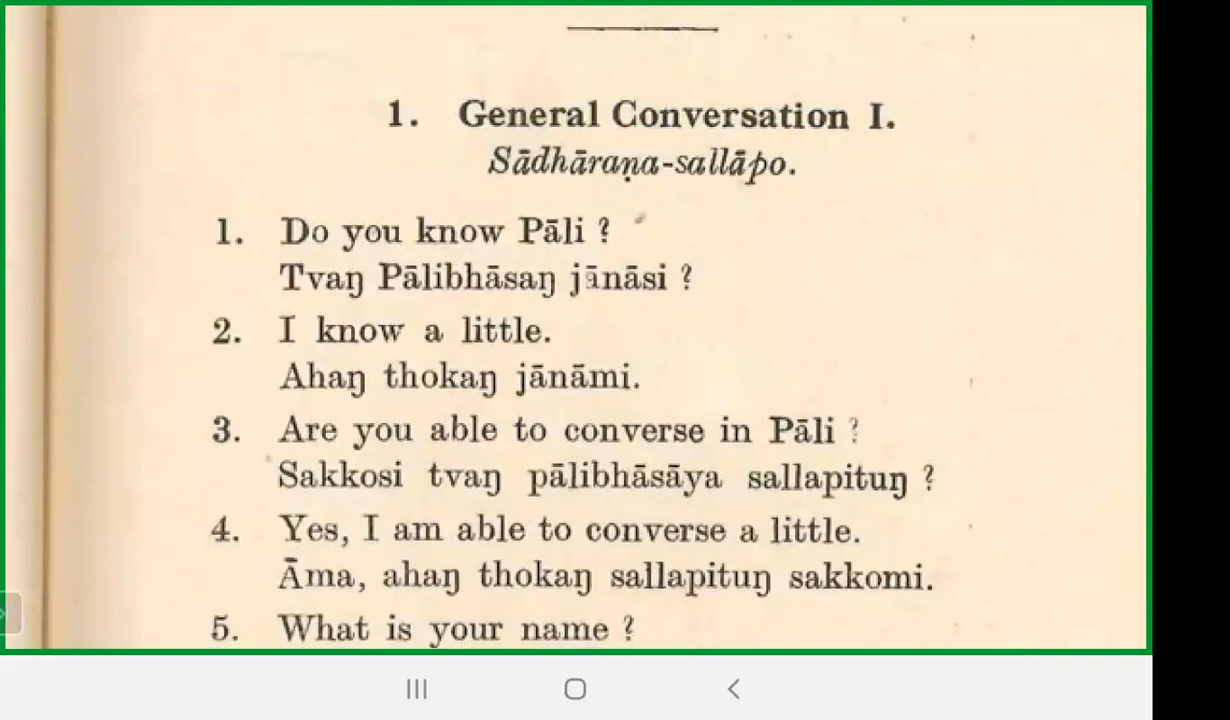 1. General Conversation I.
Sādhāraṇa-sallāpo.
1. Do you know Pāli ?
Tvaŋ Pālibhāsaŋ jānāsi ?
2. I know a little.
Ahaŋ thokaŋ jānāmi.
3. Are you able to converse in Pāli ?
Sakkosi tvaŋ pālibhāsāya sallapituŋ ?
4. Yes, I am able to converse a little.
Āma, ahaŋ thokaŋ sallapituŋ sakkomi.
5. What is your name ?